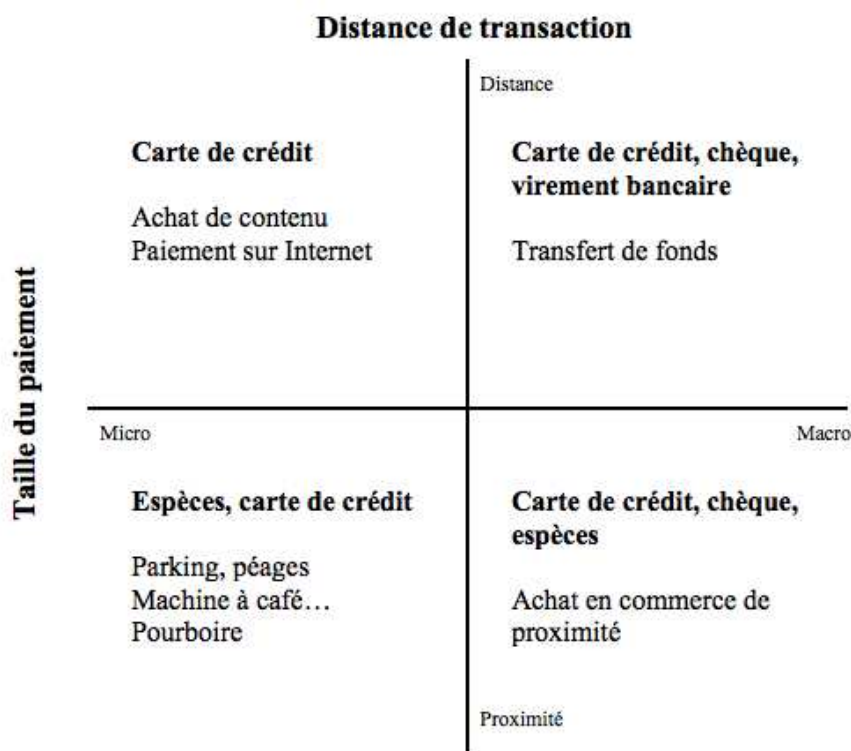 Distance de transaction
Distance
Carte de crédit
Achat de contenu
Paiement sur Internet
Carte de crédit, chèque,
virement bancaire
Transfert de fonds
Taille du paiement
Micro
Macro
Espèces, carte de crédit
Parking, péages
Machine à café…
Pourboire
Carte de crédit, chèque,
espèces
Achat en commerce de
proximité
Proximité